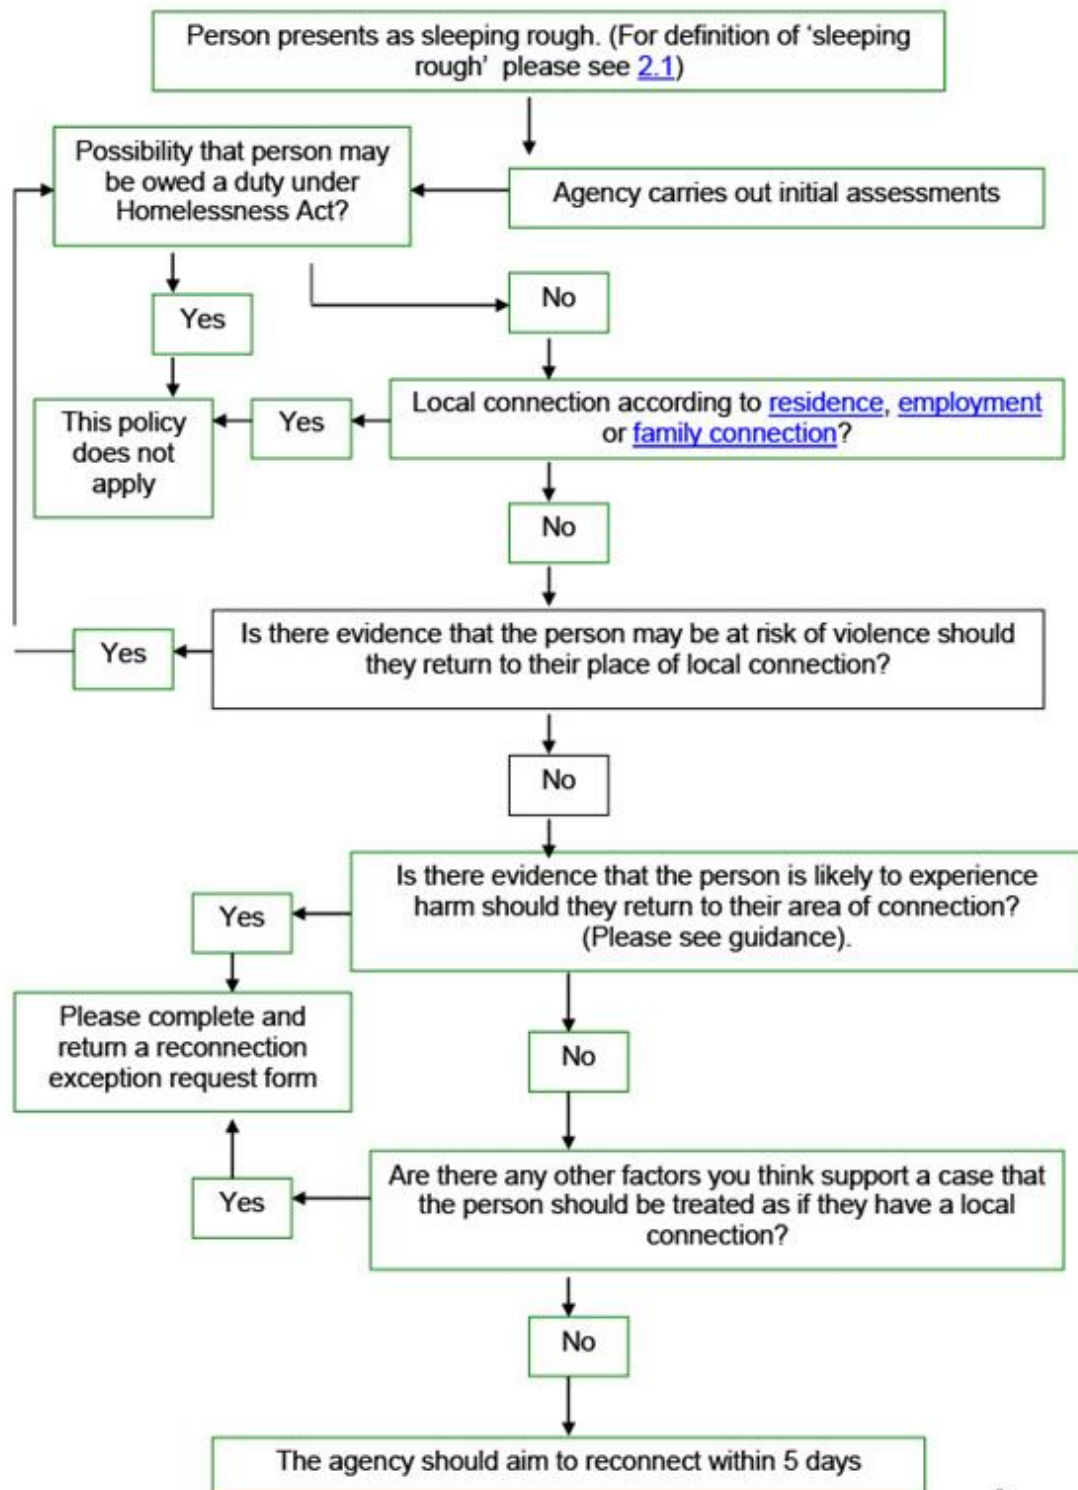 Person presents as sleeping rough. (For definition of ‘sleeping
rough’ please see 2.1)
Possibility that person may
be owed a duty under
Homelessness Act?
Agency carries out initial assessments
Yes
No
This policy
does not
apply
Yes
Local connection according to residence, employment
or family connection?
No
Yes
Is there evidence that the person may be at risk of violence should
they return to their place of local connection?
No
Yes
Is there evidence that the person is likely to experience
harm should they return to their area of connection?
(Please see guidance).
Please complete and
return a reconnection
exception request form
No
Yes
Are there any other factors you think support a case that
the person should be treated as if they have a local
connection?
No
The agency should aim to reconnect within 5 days